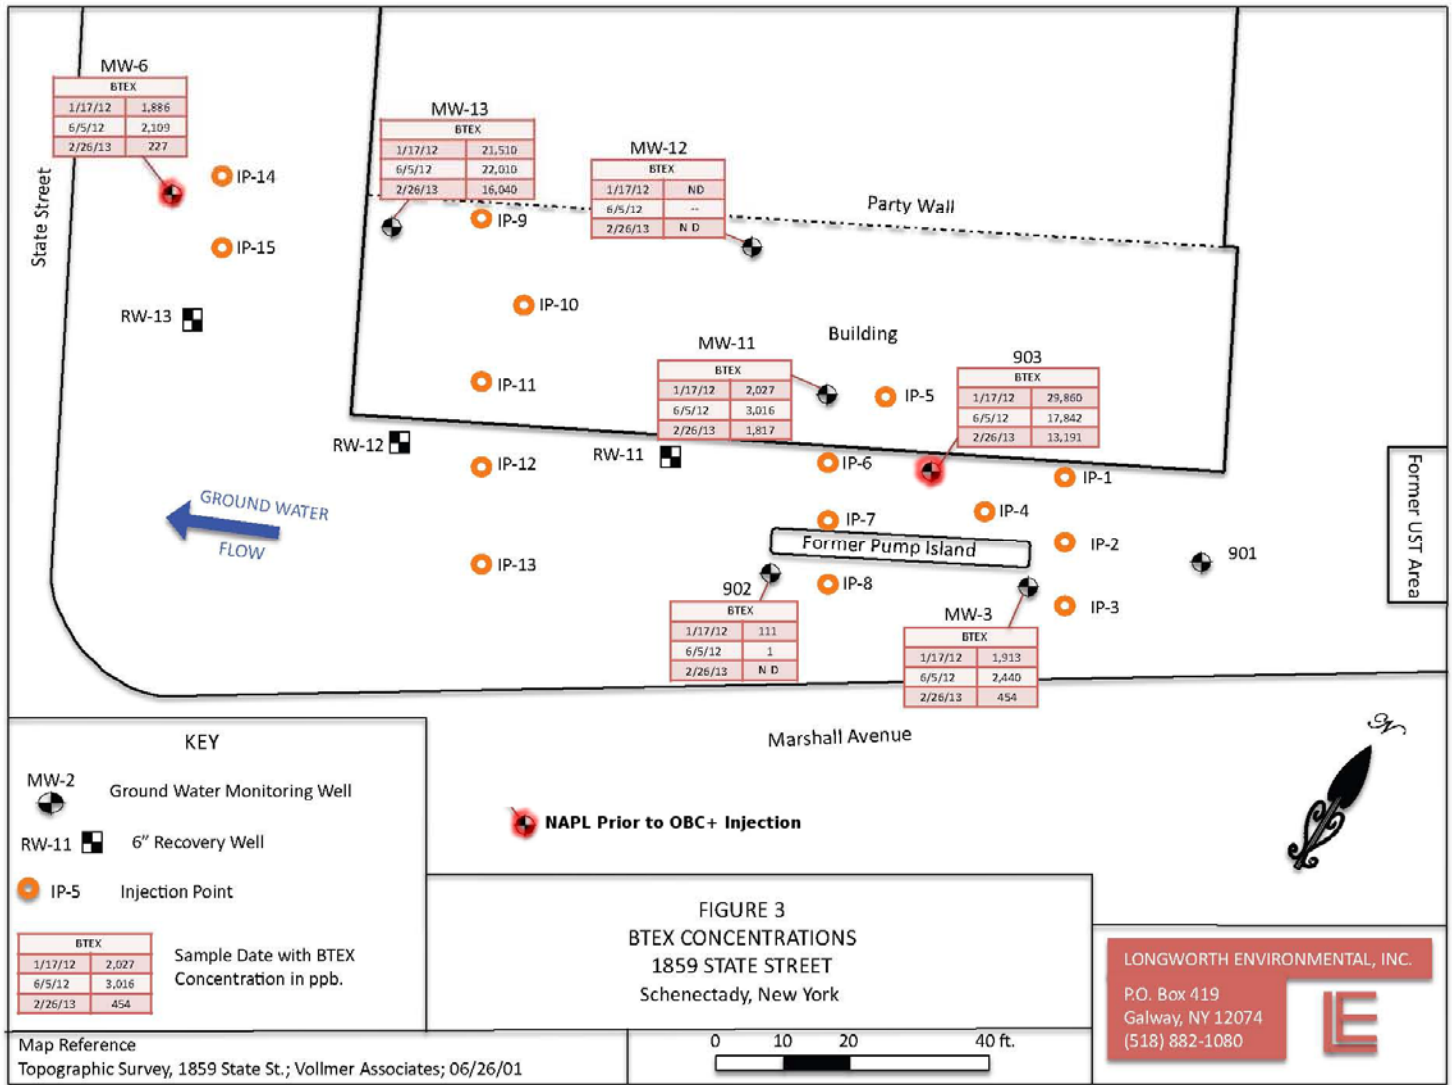 MW-6
BTEX
1/17/12 1,886
6/5/12 2,109
2/26/13 227
MW-13
BTEX
1/17/12 21,510
6/5/12 22,010
2/26/13 16,040
MW-12
BTEX
1/17/12 ND
6/5/12 --
2/26/13 N D
State Street
IP-14
IP-15
IP-9
Party Wall
RW-13
IP-10
Building
MW-11
BTEX
1/17/12 2,027
6/5/12 3,016
2/26/13 1,817
903
BTEX
1/17/12 29,860
6/5/12 17,842
2/26/13 13,191
IP-11
IP-5
RW-12
IP-12
RW-11
IP-6
IP-1
IP-4
IP-7
IP-2
901
Former UST Area
GROUND WATER
FLOW
Former Pump Island
IP-13
IP-8
IP-3
902
BTEX
1/17/12 111
6/5/12 1
2/26/13 N D
MW-3
BTEX
1/17/12 1,913
6/5/12 2,440
2/26/13 454
Marshall Avenue
N
KEY
MW-2 Ground Water Monitoring Well
RW-11 6" Recovery Well
IP-5 Injection Point
BTEX
1/17/12 2,027
6/5/12 3,016
2/26/13 454
Sample Date with BTEX
Concentration in ppb.
NAPL Prior to OBC+ Injection
FIGURE 3
BTEX CONCENTRATIONS
1859 STATE STREET
Schenectady, New York
LONGWORTH ENVIRONMENTAL, INC.
P.O. Box 419
Galway, NY 12074
(518) 882-1080
LE
Map Reference
Topographic Survey, 1859 State St.; Vollmer Associates; 06/26/01
0 10 20 40 ft.